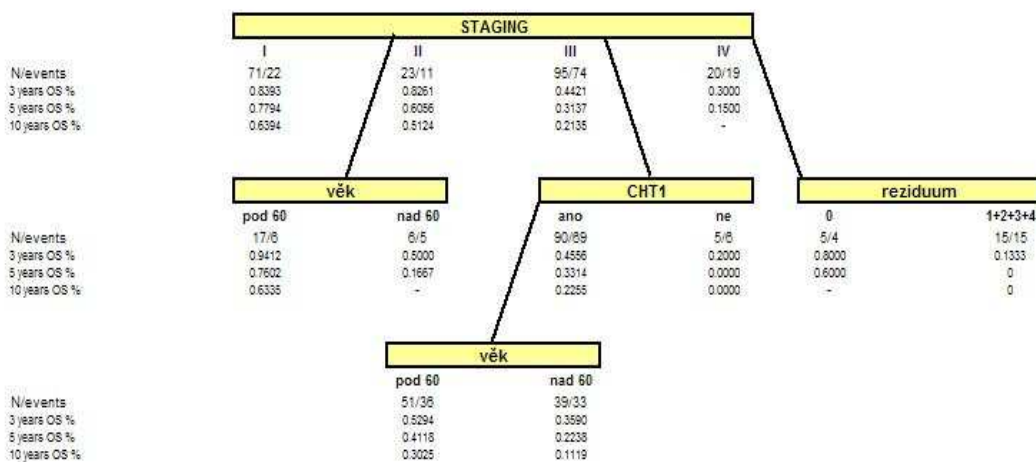 STAGING
I II III IV
N/events 71/22 23/11 95/74 20/19
3 years OS % 0.8393 0.8261 0.4421 0.3000
5 years OS % 0.7794 0.6056 0.3137 0.1500
10 years OS % 0.6394 0.5124 0.2135 -
věk CHT1 reziduum
pod 60 nad 60 ano ne 0 1+2+3+4
N/events 17/6 6/5 90/69 5/6 5/4 15/15
3 years OS % 0.9412 0.5000 0.4556 0.2000 0.8000 0.1333
5 years OS % 0.7602 0.1667 0.3314 0.0000 0.6000 0
10 years OS % 0.6335 - 0.2255 0.0000 - 0
věk
pod 60 nad 60
N/events 51/36 39/33
3 years OS % 0.5294 0.3590
5 years OS % 0.4118 0.2238
10 years OS % 0.3025 0.1119